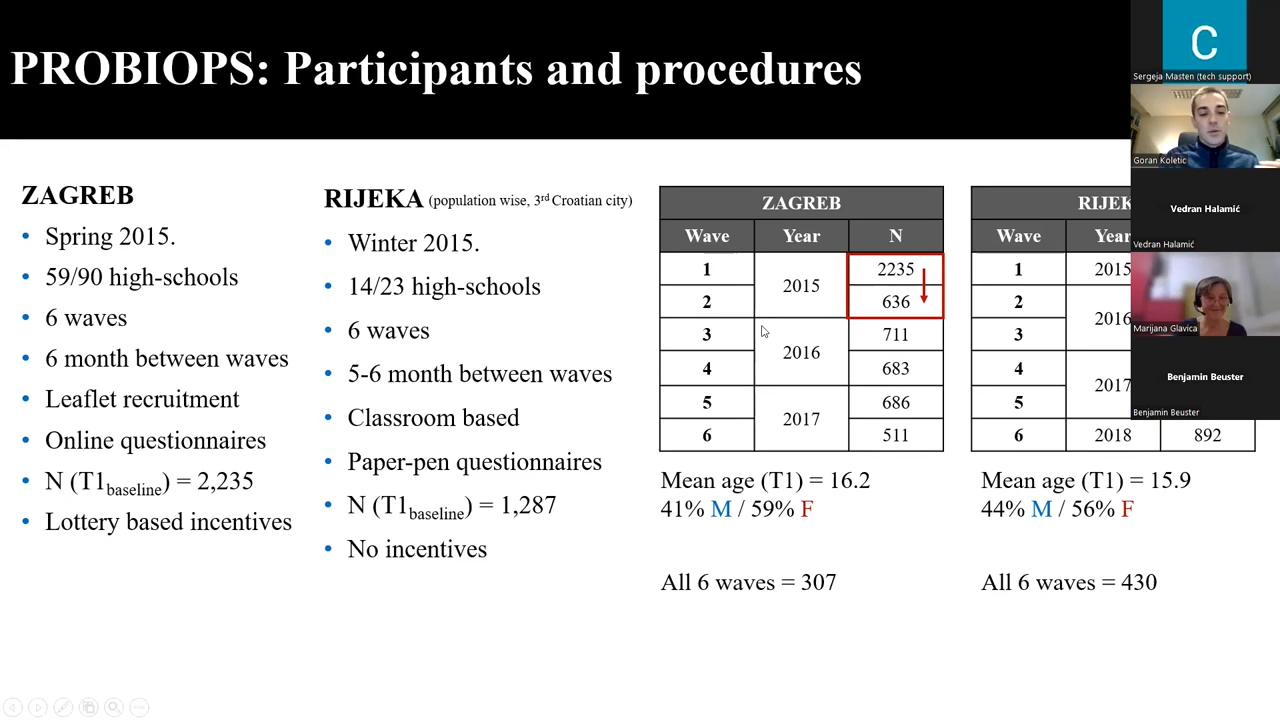 PROBIOPS: Participants and procedures
ZAGREB
• Spring 2015.
• 59/90 high-schools
• 6 waves
• 6 month between waves
• Leaflet recruitment
• Online questionnaires
• N (T1baseline) = 2,235
• Lottery based incentives
RIJEKA (population wise, 3rd Croatian city)
• Winter 2015.
• 14/23 high-schools
• 6 waves
• 5-6 month between waves
• Classroom based
• Paper-pen questionnaires
• N (T1baseline) = 1,287
• No incentives
ZAGREB
Wave Year N
1 2015 2235
2 636
3 2016 711
4 683
5 2017 686
6 511
Mean age (T1) = 16.2
41% M / 59% F
All 6 waves = 307
RIJEK
Wave Year
1 2015
2 2016
3
4 2017
5
6 2018 892
Mean age (T1) = 15.9
44% M / 56% F
All 6 waves = 430
C
Sergeja Masten (tech support)
Goran Koletic
Vedran Halamić
Vedran Halamić
Marijana Glavica
Benjamin Beuster
Benjamin Beuster